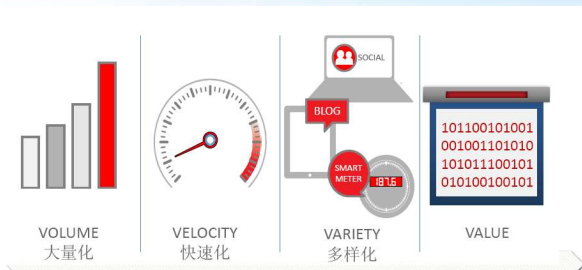 SOCIAL
BLOG
SMART
METER
187.6
101100101001
001001101010
101011100101
010100100101
VOLUME
大量化
VELOCITY
快速化
VARIETY
多样化
VALUE